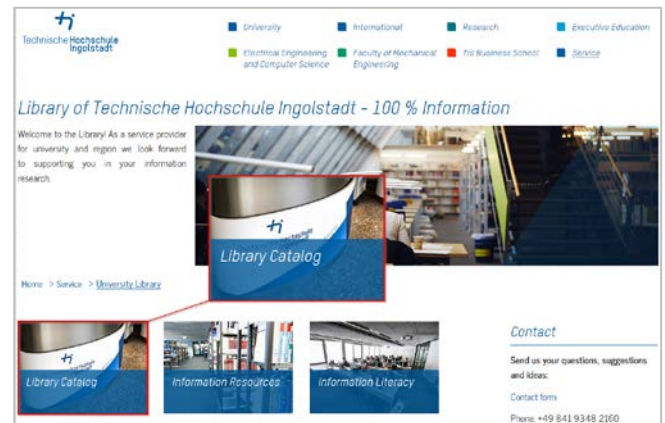 Technische Hochschule
Ingolstadt
University
International
Research
Executive Education
Electrical Engineering
and Computer Science
Faculty of Mechanical
Engineering
THI Business School
Service
Library of Technische Hochschule Ingolstadt - 100 % Information
Welcome to the Library! As a service provider
for university and region we look forward
to supporting you in your information
research.
Technische Hochschule
Library Catalog
Home > Service > University Library
Library Catalog
Information Resources
Information Literacy
Contact
Send us your questions, suggestions
and ideas:
Contact form
Phone: +49 841 9348 2160